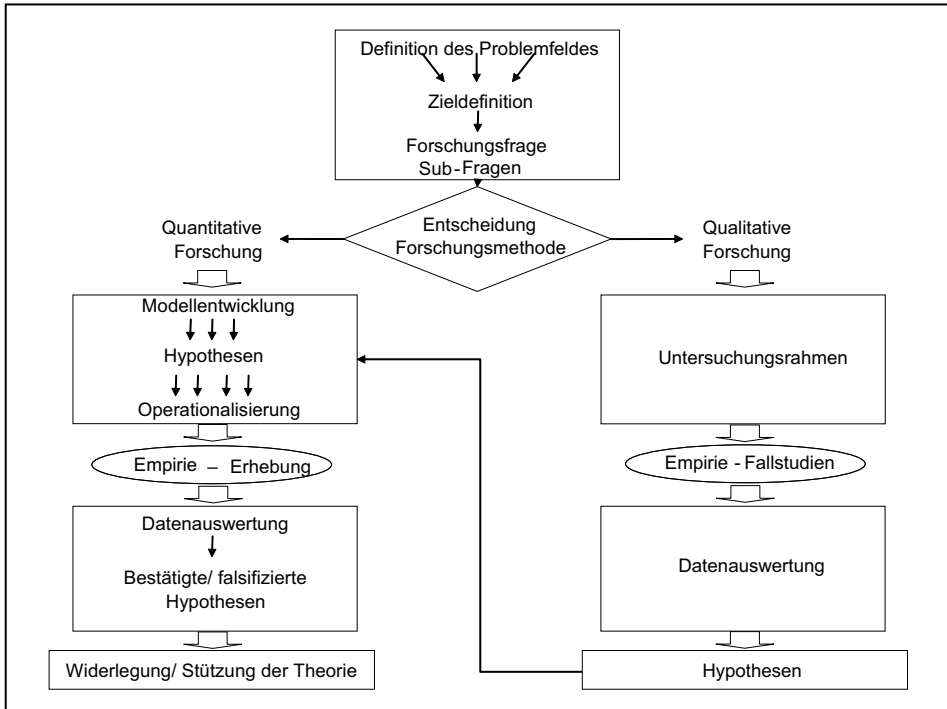 Definition des Problemfeldes
Zieldefinition
Forschungsfrage
Sub-Fragen
Entscheidung
Forschungsmethode
Quantitative
Forschung
Modellentwicklung
Hypothesen
Operationalisierung
Empirie – Erhebung
Datenauswertung
Bestätigte/ falsifizierte
Hypothesen
Widerlegung/ Stützung der Theorie
Qualitative
Forschung
Untersuchungsrahmen
Empirie - Fallstudien
Datenauswertung
Hypothesen